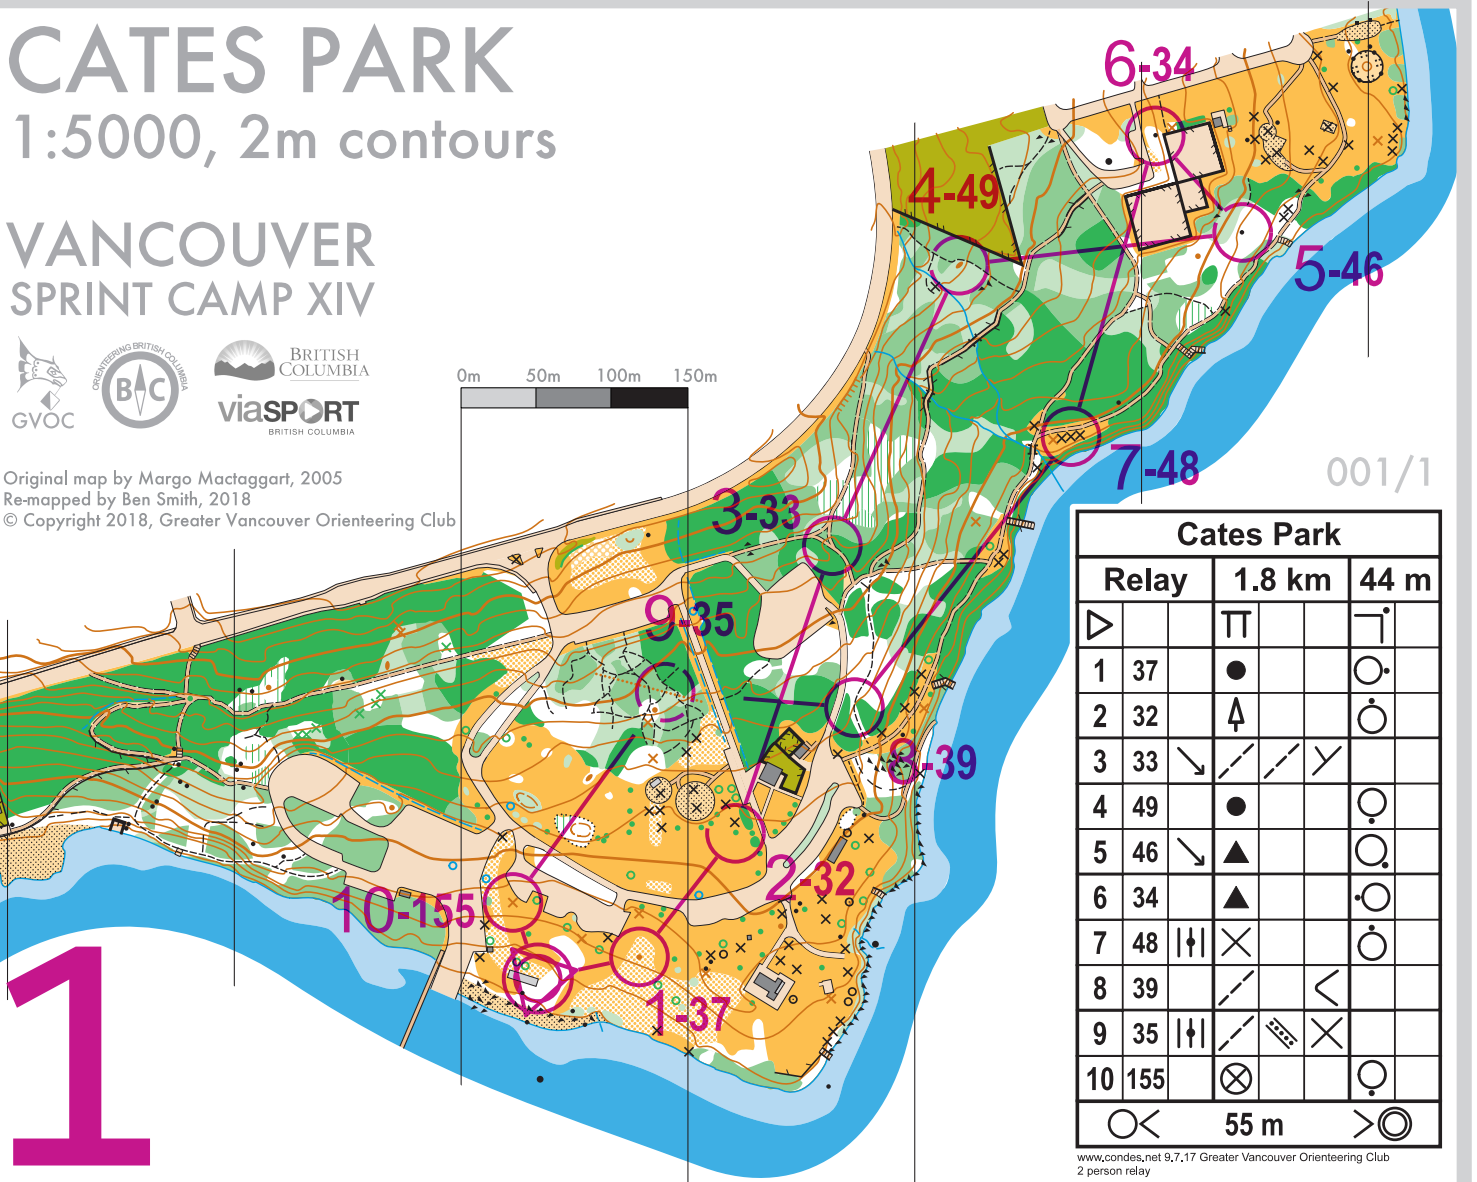 CATES PARK
1:5000, 2m contours
VANCOUVER
SPRINT CAMP XIV
GVOC
ORIENTEERING BRITISH COLUMBIA
B C
BRITISH
COLUMBIA
viaSPORT
BRITISH COLUMBIA
Original map by Margo Mactaggart, 2005
Re-mapped by Ben Smith, 2018
© Copyright 2018, Greater Vancouver Orienteering Club
0m 50m 100m 150m
6-34
4-49
5-46
7-48
3-33
9-35
8-39
2-32
10-155
1-37
1
001/1
Cates Park
Relay 1.8 km 44 m
1 37
2 32
3 33
4 49
5 46
6 34
7 48
8 39
9 35
10 155
55 m
www.condes.net 9.7.17 Greater Vancouver Orienteering Club
2 person relay